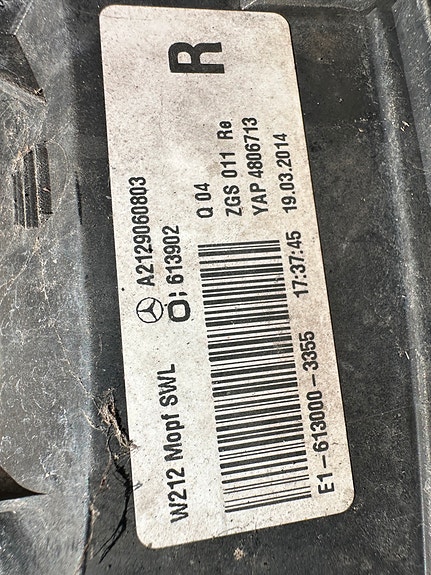 W212 Mopf SWL
A2129060803
O; 613902
R
Q 04
ZGS 011 Re
YAP 4806713
E1-613000-3355 17:37:45 19.03.2014